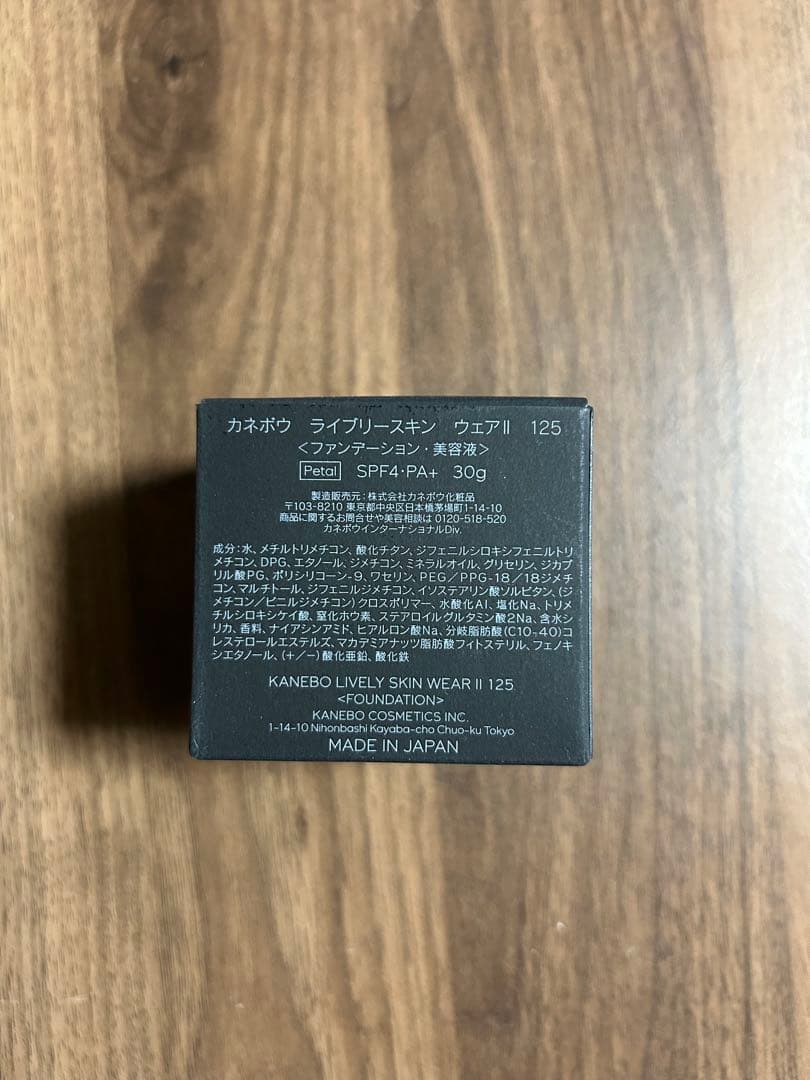 カネボウ ライブリースキン ウェアII 125
<ファンデーション・美容液>
Petal SPF4・PA+ 30g
製造販売元：株式会社カネボウ化粧品
〒103-8210 東京都中央区日本橋茅場町1-14-10
商品に関するお問合せや美容相談は 0120-518-520
カネボウインターナショナルDiv.
成分：水、メチルトリメチコン、酸化チタン、ジフェニルシロキシフェニルトリ
メチコン、DPG、エタノール、ジメチコン、ミネラルオイル、グリセリン、ジカプ
リル酸PG、ポリシリコーン-9、ワセリン、PEG／PPG-18／18ジメチ
コン、マルチトール、ジフェニルジメチコン、イソステアリン酸ソルビタン、（ジ
メチコン／ビニルジメチコン）クロスポリマー、水酸化Al、塩化Na、トリメ
チルシロキシケイ酸、窒化ホウ素、ステアロイルグルタミン酸2Na、含水シ
リカ、香料、ナイアシンアミド、ヒアルロン酸Na、分岐脂肪酸（C10-40）コ
レステロールエステルズ、マカデミアナッツ脂肪酸フィトステリル、フェノキ
シエタノール、（+／−）酸化亜鉛、酸化鉄
KANEBO LIVELY SKIN WEAR II 125
<FOUNDATION>
KANEBO COSMETICS INC.
1-14-10 Nihonbashi Kayaba-cho Chuo-ku Tokyo
MADE IN JAPAN